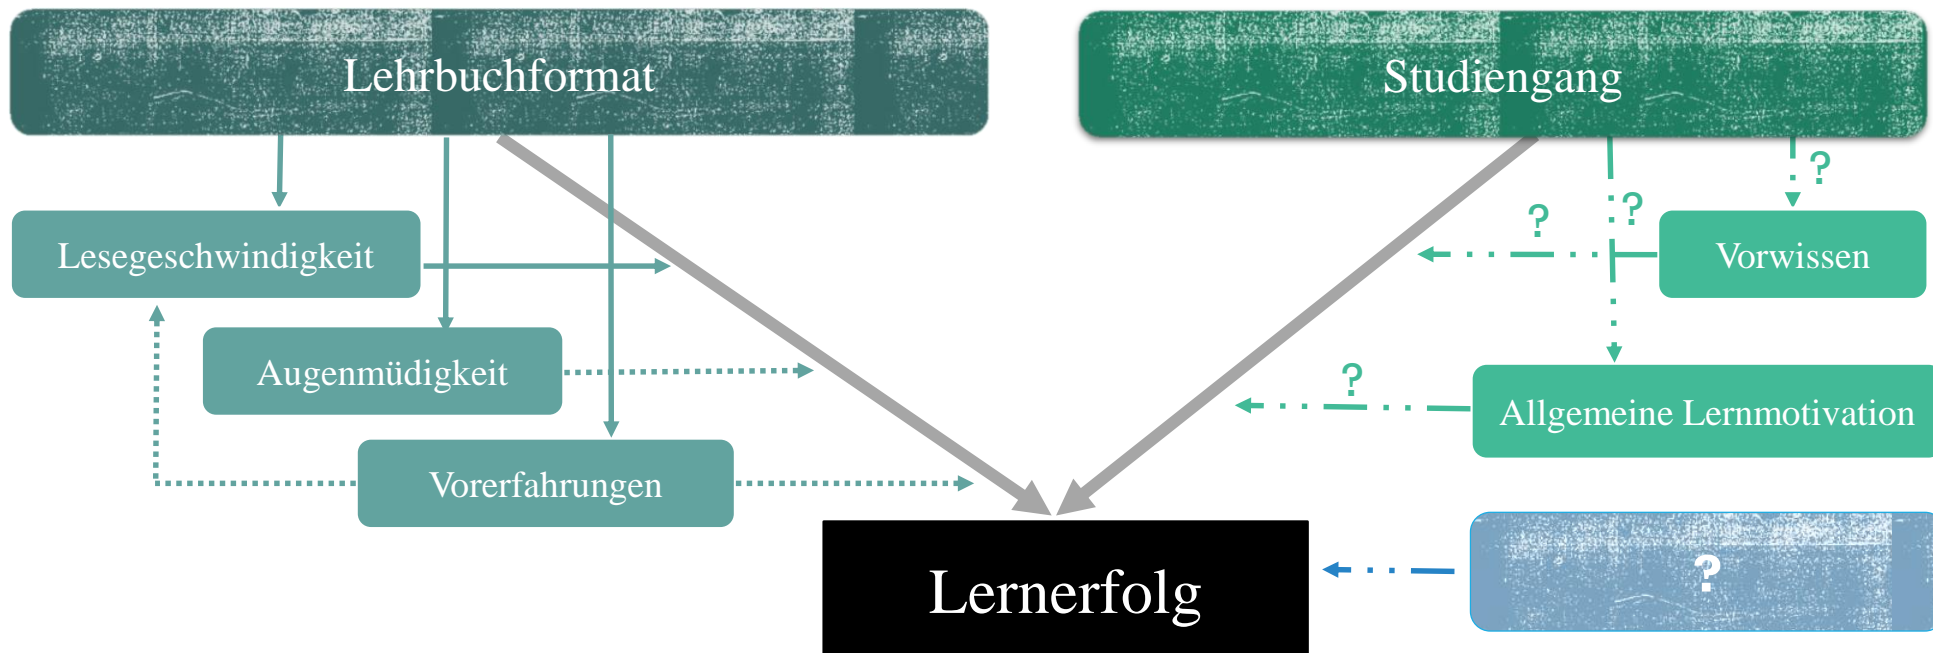 Lehrbuchformat
Studiengang
?
?
?
Lesegeschwindigkeit
Vorwissen
Augenmüdigkeit
?
Allgemeine Lernmotivation
Vorerfahrungen
?
Lernerfolg